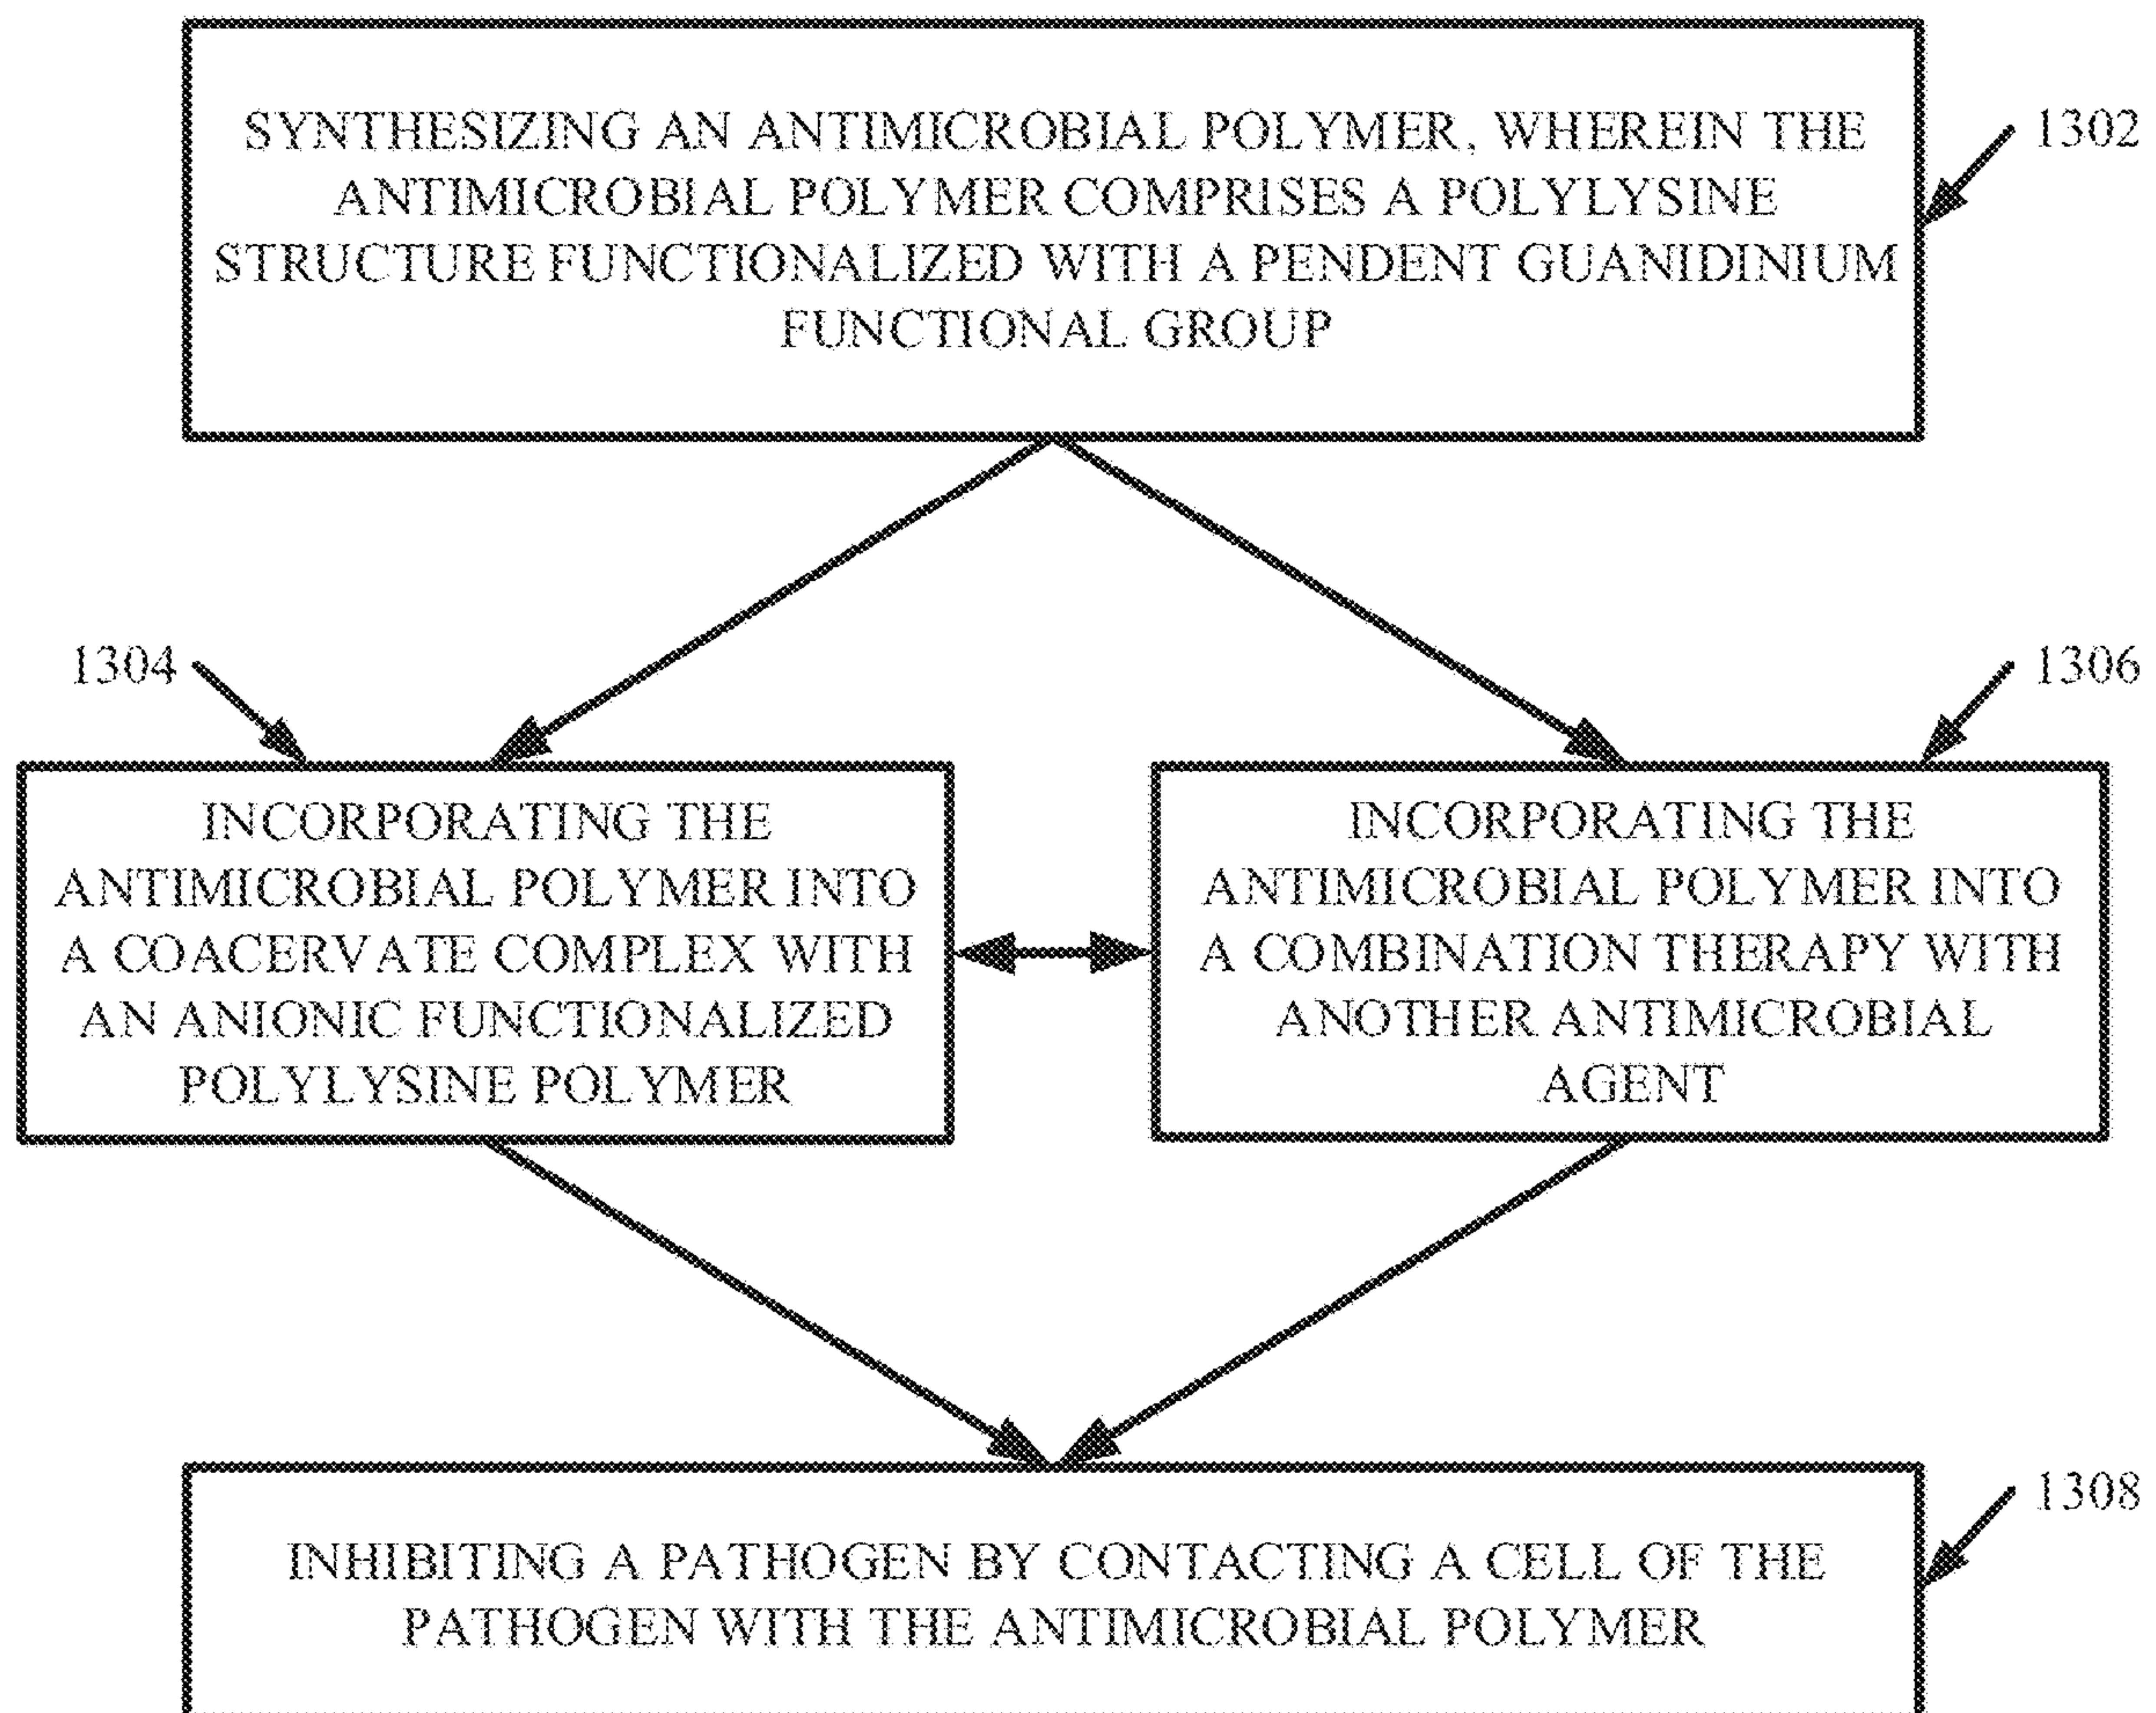 SYNTHESIZING AN ANTIMICROBIAL POLYMER, WHEREIN THE
ANTIMICROBIAL POLYMER COMPRISES A POLYLYSINE
STRUCTURE FUNCTIONALIZED WITH A PENDENT GUANIDINIUM
FUNCTIONAL GROUP
1302
1304
1306
INCORPORATING THE
ANTIMICROBIAL POLYMER INTO
A COACERVATE COMPLEX WITH
AN ANIONIC FUNCTIONALIZED
POLYLYSINE POLYMER
INCORPORATING THE
ANTIMICROBIAL POLYMER INTO
A COMBINATION THERAPY WITH
ANOTHER ANTIMICROBIAL
AGENT
1308
INHIBITING A PATHOGEN BY CONTACTING A CELL OF THE
PATHOGEN WITH THE ANTIMICROBIAL POLYMER